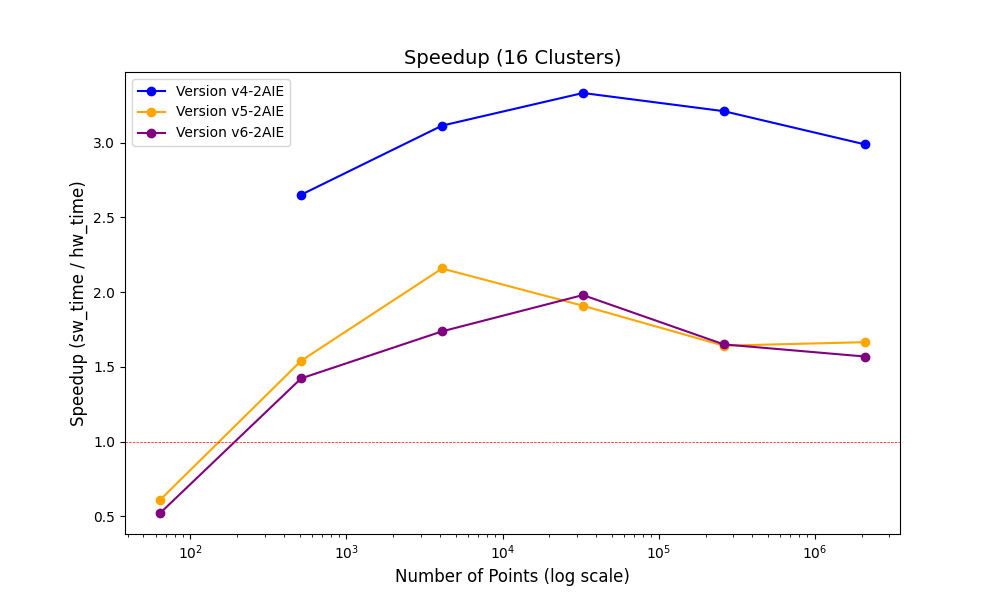 Speedup (16 Clusters)
Version v4-2AIE
Version v5-2AIE
Version v6-2AIE
Speedup (sw_time / hw_time)
3.0
2.5
2.0
1.5
1.0
0.5
10² 10³ 10⁴ 10⁵ 10⁶
Number of Points (log scale)